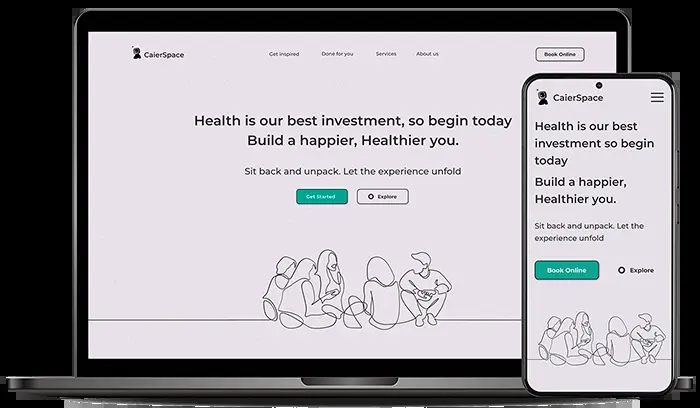 CaierSpace
Get inspired
Done for you
Services
About us
Book Online
Health is our best investment, so begin today
Build a happier, Healthier you.
Sit back and unpack. Let the experience unfold
Get Started
Explore
CaierSpace
Health is our best
investment so begin
today
Build a happier,
Healthier you.
Sit back and unpack. Let the
experience unfold
Book Online
Explore